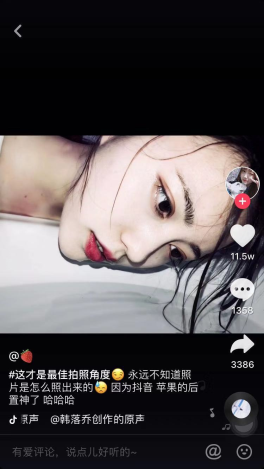 11.5w
1358
3386
@🍓
#这才是最佳拍照角度😏 永远不知道照
片是怎么照出来的😓 因为抖音 苹果的后
置神了 哈哈哈
原声 @韩落乔创作的原声
有爱评论，说点儿好听的~
@